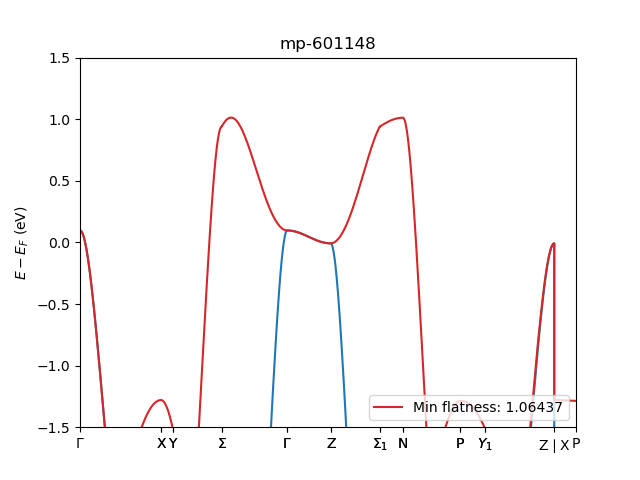 mp-601148
1.5
1.0
0.5
0.0
−0.5
−1.0
−1.5
E − E_F (eV)
Min flatness: 1.06437
Γ X Y Σ Γ Z Σ₁ N P Y₁ Z | X P